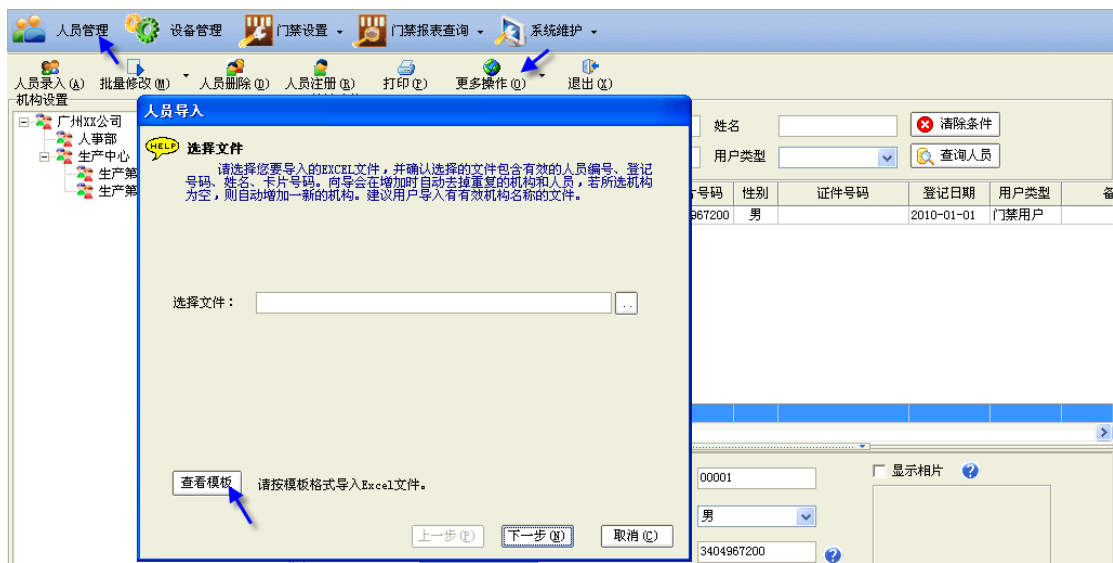 人员管理 设备管理 门禁设置 门禁报表查询 系统维护
人员录入(A) 批量修改(M) 人员删除(D) 人员注册(R) 打印(P) 更多操作(O) 退出(X)
机构设置
广州XX公司
人事部
生产中心
生产第
生产第
人员导入
HELP 选择文件
请选择您要导入的EXCEL文件，并确认选择的文件包含有效的人员编号、登记
号码、姓名、卡片号码。向导会在增加时自动去掉重复的机构和人员，若所选机构
为空，则自动增加一新的机构。建议用户导入有有效机构名称的文件。
选择文件：
..
查看模板 请按模板格式导入Excel文件。
上一步(P) 下一步(N) 取消(C)
姓名 清除条件
用户类型 查询人员
号码 性别 证件号码 登记日期 用户类型 备
967200 男 2010-01-01 门禁用户
00001 显示相片
男
3404967200